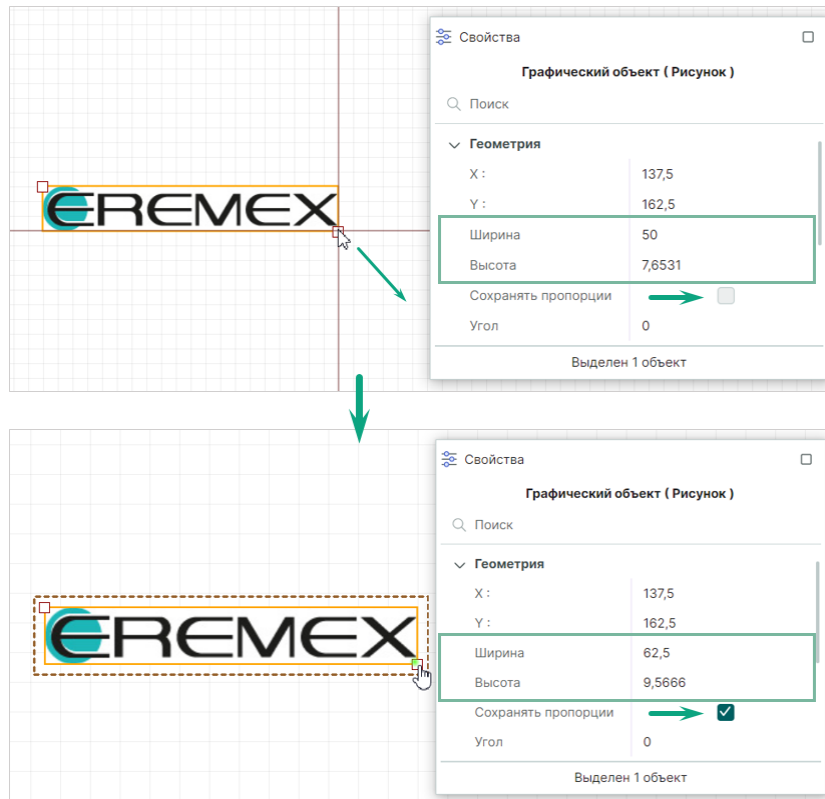 Свойства
Графический объект ( Рисунок )
Поиск
Геометрия
X : 137,5
Y : 162,5
EREMEX
Ширина 50
Высота 7,6531
Сохранять пропорции
Угол 0
Выделен 1 объект
Свойства
Графический объект ( Рисунок )
Поиск
Геометрия
X : 137,5
Y : 162,5
EREMEX
Ширина 62,5
Высота 9,5666
Сохранять пропорции
Угол 0
Выделен 1 объект